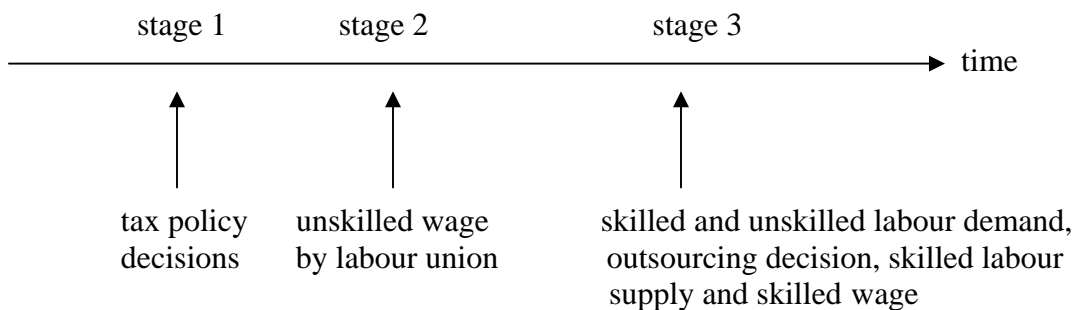 stage 1 stage 2 stage 3
time
tax policy unskilled wage skilled and unskilled labour demand,
decisions by labour union outsourcing decision, skilled labour
supply and skilled wage